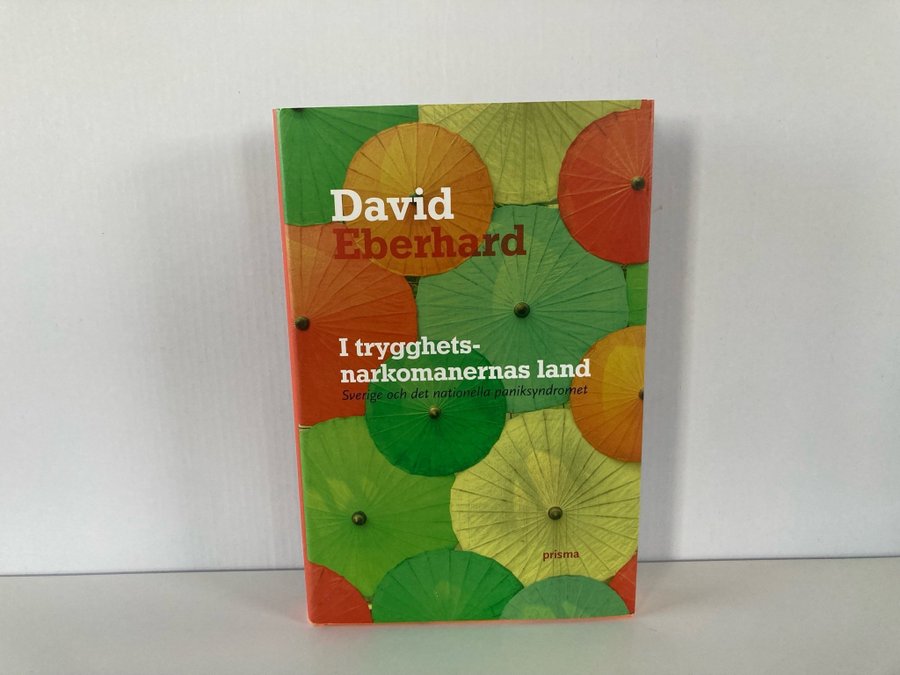 David
Eberhard
I trygghets-
narkomanernas land
Sverige och det nationella paniksyndromet
prisma